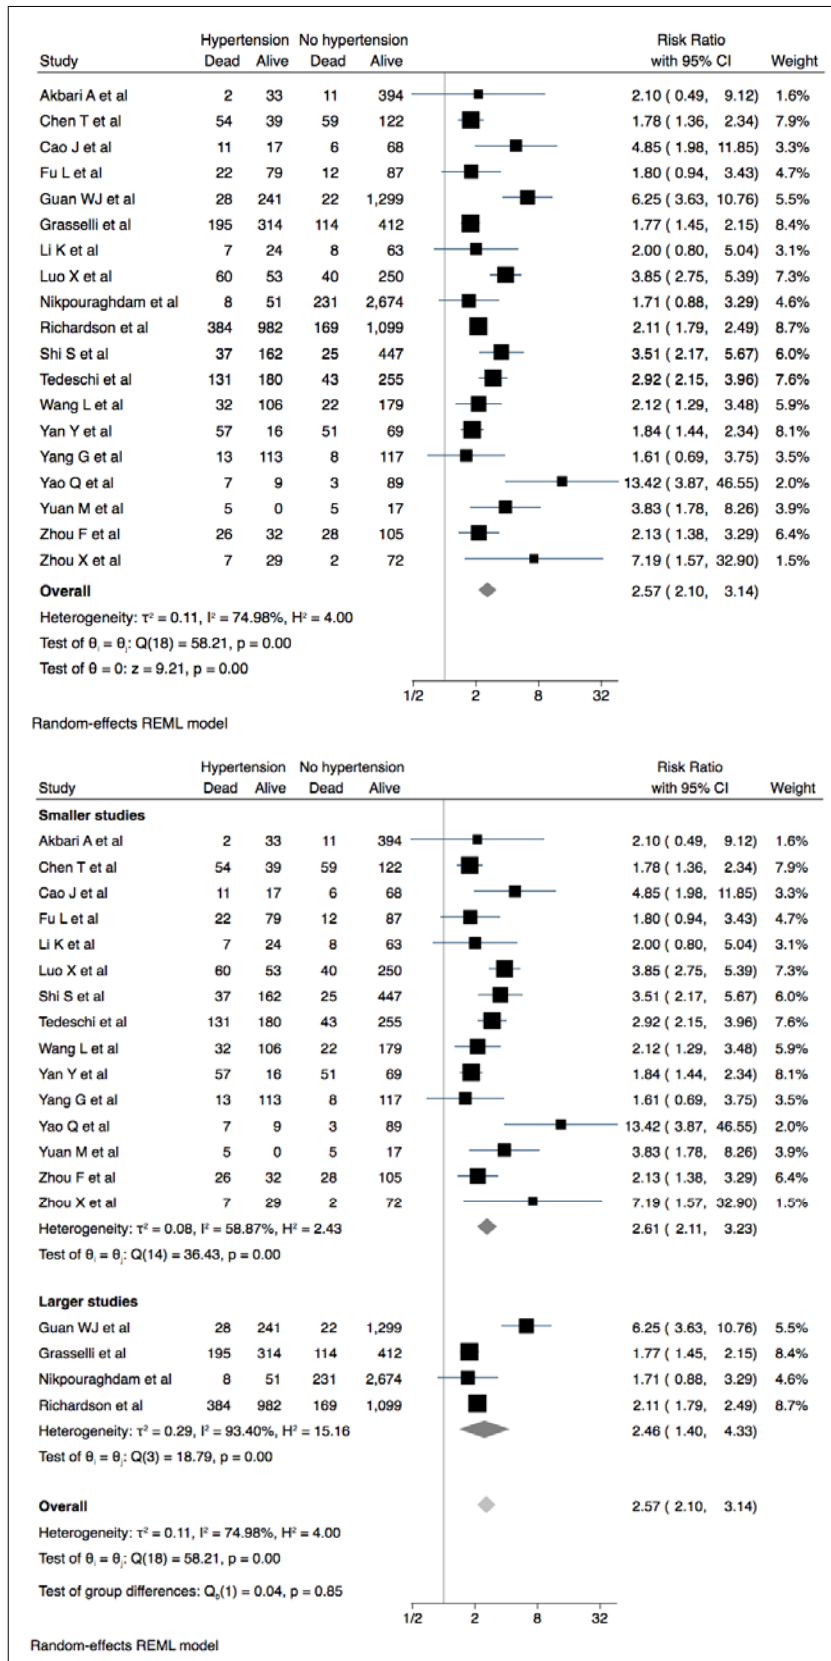 Hypertension No hypertension Risk Ratio
Study Dead Alive Dead Alive with 95% CI Weight
Akbari A et al 2 33 11 394 2.10 ( 0.49, 9.12) 1.6%
Chen T et al 54 39 59 122 1.78 ( 1.36, 2.34) 7.9%
Cao J et al 11 17 6 68 4.85 ( 1.98, 11.85) 3.3%
Fu L et al 22 79 12 87 1.80 ( 0.94, 3.43) 4.7%
Guan WJ et al 28 241 22 1,299 6.25 ( 3.63, 10.76) 5.5%
Grasselli et al 195 314 114 412 1.77 ( 1.45, 2.15) 8.4%
Li K et al 7 24 8 63 2.00 ( 0.80, 5.04) 3.1%
Luo X et al 60 53 40 250 3.85 ( 2.75, 5.39) 7.3%
Nikpouraghdam et al 8 51 231 2,674 1.71 ( 0.88, 3.29) 4.6%
Richardson et al 384 982 169 1,099 2.11 ( 1.79, 2.49) 8.7%
Shi S et al 37 162 25 447 3.51 ( 2.17, 5.67) 6.0%
Tedeschi et al 131 180 43 255 2.92 ( 2.15, 3.96) 7.6%
Wang L et al 32 106 22 179 2.12 ( 1.29, 3.48) 5.9%
Yan Y et al 57 16 51 69 1.84 ( 1.44, 2.34) 8.1%
Yang G et al 13 113 8 117 1.61 ( 0.69, 3.75) 3.5%
Yao Q et al 7 9 3 89 13.42 ( 3.87, 46.55) 2.0%
Yuan M et al 5 0 5 17 3.83 ( 1.78, 8.26) 3.9%
Zhou F et al 26 32 28 105 2.13 ( 1.38, 3.29) 6.4%
Zhou X et al 7 29 2 72 7.19 ( 1.57, 32.90) 1.5%
Overall 2.57 ( 2.10, 3.14)
Heterogeneity: τ² = 0.11, I² = 74.98%, H² = 4.00
Test of θᵢ = θⱼ: Q(18) = 58.21, p = 0.00
Test of θ = 0: z = 9.21, p = 0.00
1/2 2 8 32
Random-effects REML model
Hypertension No hypertension Risk Ratio
Study Dead Alive Dead Alive with 95% CI Weight
Smaller studies
Akbari A et al 2 33 11 394 2.10 ( 0.49, 9.12) 1.6%
Chen T et al 54 39 59 122 1.78 ( 1.36, 2.34) 7.9%
Cao J et al 11 17 6 68 4.85 ( 1.98, 11.85) 3.3%
Fu L et al 22 79 12 87 1.80 ( 0.94, 3.43) 4.7%
Li K et al 7 24 8 63 2.00 ( 0.80, 5.04) 3.1%
Luo X et al 60 53 40 250 3.85 ( 2.75, 5.39) 7.3%
Shi S et al 37 162 25 447 3.51 ( 2.17, 5.67) 6.0%
Tedeschi et al 131 180 43 255 2.92 ( 2.15, 3.96) 7.6%
Wang L et al 32 106 22 179 2.12 ( 1.29, 3.48) 5.9%
Yan Y et al 57 16 51 69 1.84 ( 1.44, 2.34) 8.1%
Yang G et al 13 113 8 117 1.61 ( 0.69, 3.75) 3.5%
Yao Q et al 7 9 3 89 13.42 ( 3.87, 46.55) 2.0%
Yuan M et al 5 0 5 17 3.83 ( 1.78, 8.26) 3.9%
Zhou F et al 26 32 28 105 2.13 ( 1.38, 3.29) 6.4%
Zhou X et al 7 29 2 72 7.19 ( 1.57, 32.90) 1.5%
Heterogeneity: τ² = 0.08, I² = 58.87%, H² = 2.43 2.61 ( 2.11, 3.23)
Test of θᵢ = θⱼ: Q(14) = 36.43, p = 0.00
Larger studies
Guan WJ et al 28 241 22 1,299 6.25 ( 3.63, 10.76) 5.5%
Grasselli et al 195 314 114 412 1.77 ( 1.45, 2.15) 8.4%
Nikpouraghdam et al 8 51 231 2,674 1.71 ( 0.88, 3.29) 4.6%
Richardson et al 384 982 169 1,099 2.11 ( 1.79, 2.49) 8.7%
Heterogeneity: τ² = 0.29, I² = 93.40%, H² = 15.16 2.46 ( 1.40, 4.33)
Test of θᵢ = θⱼ: Q(3) = 18.79, p = 0.00
Overall 2.57 ( 2.10, 3.14)
Heterogeneity: τ² = 0.11, I² = 74.98%, H² = 4.00
Test of θᵢ = θⱼ: Q(18) = 58.21, p = 0.00
Test of group differences: Q_b(1) = 0.04, p = 0.85
1/2 2 8 32
Random-effects REML model